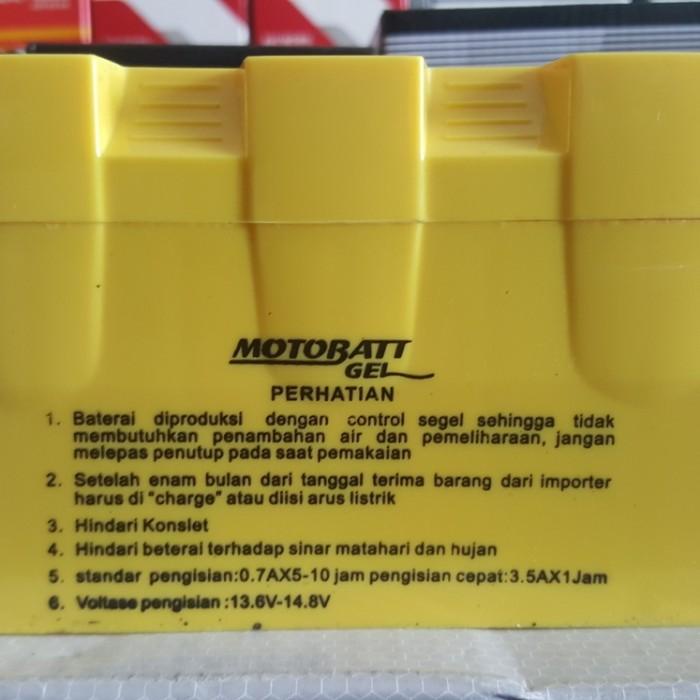 MOTOBATT
GEL
PERHATIAN
1. Baterai diproduksi dengan control segel sehingga tidak
membutuhkan penambahan air dan pemeliharaan, jangan
melepas penutup pada saat pemakaian
2. Setelah enam bulan dari tanggal terima barang dari importer
harus di "charge" atau diisi arus listrik
3. Hindari Konslet
4. Hindari beterai terhadap sinar matahari dan hujan
5. standar pengisian:0.7AX5-10 jam pengisian cepat:3.5AX1Jam
6. Voltase pengisian :13.6V-14.8V